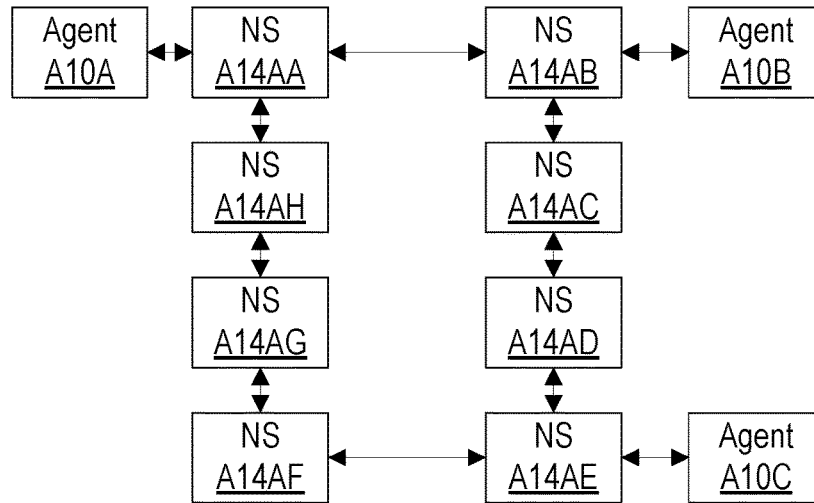 Agent
A10A
NS
A14AA
NS
A14AB
Agent
A10B
NS
A14AH
NS
A14AC
NS
A14AG
NS
A14AD
NS
A14AF
NS
A14AE
Agent
A10C